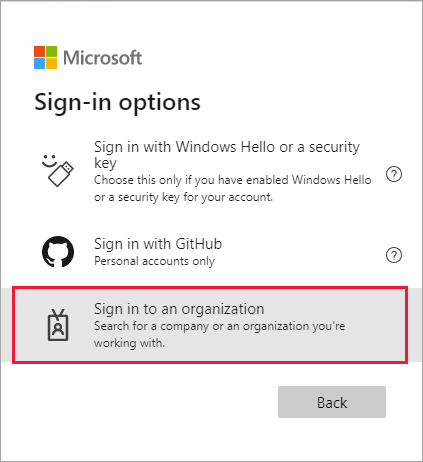 Microsoft
Sign-in options
Sign in with Windows Hello or a security
key
Choose this only if you have enabled Windows Hello
or a security key for your account.
?
Sign in with GitHub
Personal accounts only
?
Sign in to an organization
Search for a company or an organization you're
working with.
Back